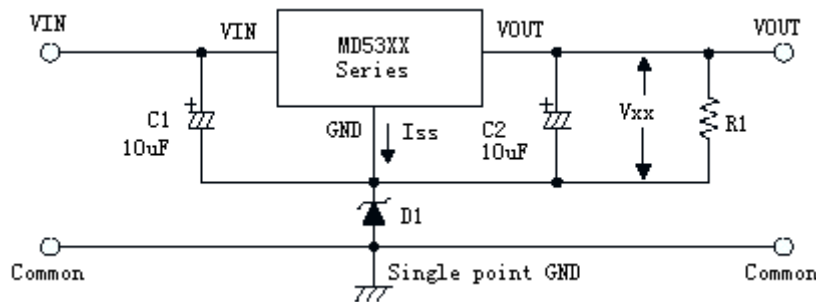 VIN
VIN
MD53XX
Series
VOUT
VOUT
C1
10uF
GND
Iss
C2
10uF
Vxx
R1
D1
Common
Single point GND
Common